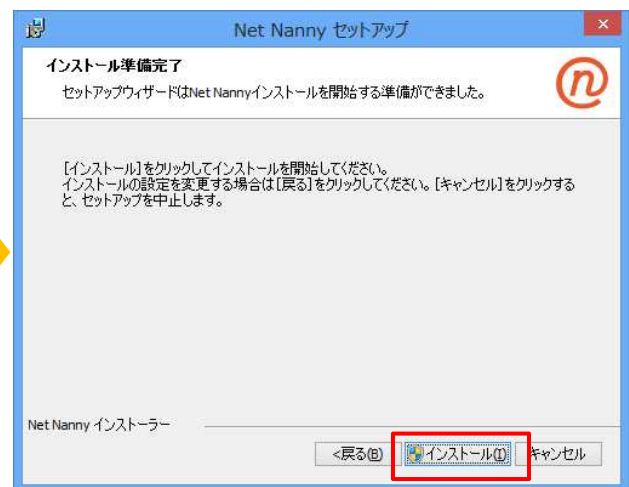 Net Nanny セットアップ
インストール準備完了
セットアップウィザードはNet Nannyインストールを開始する準備ができました。
[インストール]をクリックしてインストールを開始してください。
インストールの設定を変更する場合は[戻る]をクリックしてください。[キャンセル]をクリックする
と、セットアップを中止します。
Net Nanny インストーラー
<戻る(B) インストール(I) キャンセル